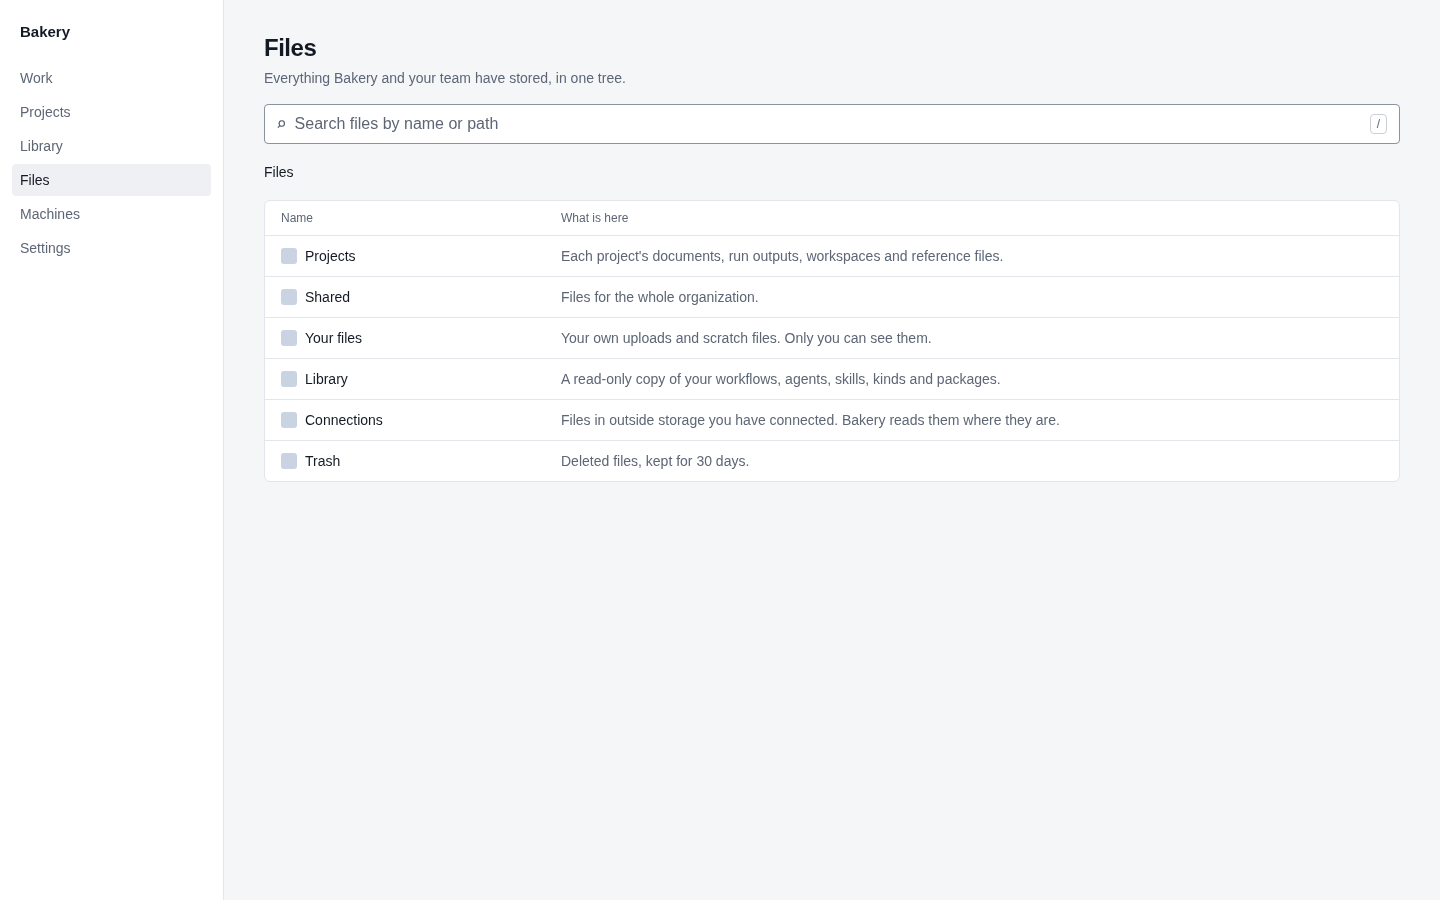 Bakery
Work
Projects
Library
Files
Machines
Settings
Files
Everything Bakery and your team have stored, in one tree.
Search files by name or path /
Files
Name What is here
Projects Each project's documents, run outputs, workspaces and reference files.
Shared Files for the whole organization.
Your files Your own uploads and scratch files. Only you can see them.
Library A read-only copy of your workflows, agents, skills, kinds and packages.
Connections Files in outside storage you have connected. Bakery reads them where they are.
Trash Deleted files, kept for 30 days.